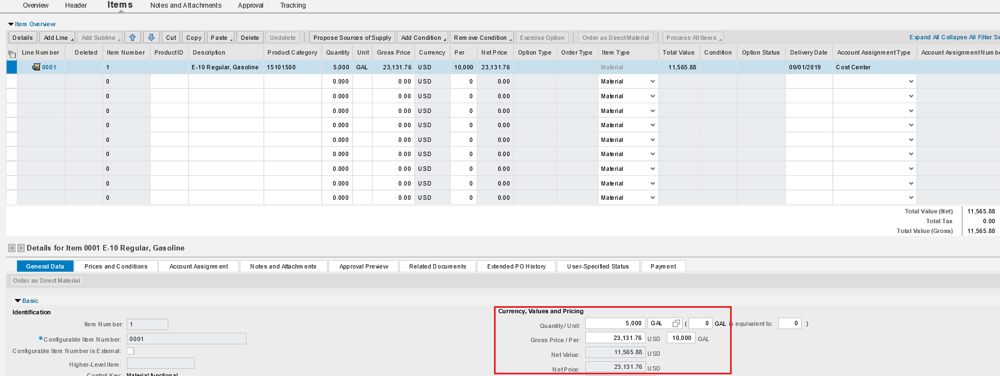 Overview Header Items Notes and Attachments Approval Tracking
Item Overview
Details Add Line Add Subline Cut Copy Paste Delete Undelete Propose Sources of Supply Add Condition Remove Condition Exercise Option Order as Direct Material Process All Items Expand All Collapse All Filter Se
Line Number Deleted Item Number Product ID Description Product Category Quantity Unit Gross Price Currency Per Net Price Option Type Order Type Item Type Total Value Condition Option Status Delivery Date Account Assignment Type Account Assignment Numbe
0001 1 E-10 Regular, Gasoline 15101500 5,000 GAL 23,131.76 USD 10,000 23,131.76 Material 11,565.88 09/01/2019 Cost Center
0 0.000 0.00 USD 0 0.00 Material
0 0.000 0.00 USD 0 0.00 Material
0 0.000 0.00 USD 0 0.00 Material
0 0.000 0.00 USD 0 0.00 Material
0 0.000 0.00 USD 0 0.00 Material
0 0.000 0.00 USD 0 0.00 Material
0 0.000 0.00 USD 0 0.00 Material
0 0.000 0.00 USD 0 0.00 Material
0 0.000 0.00 USD 0 0.00 Material
Total Value (Net) 11,565.88
Total Tax 0.00
Total Value (Gross) 11,565.88
Details for Item 0001 E-10 Regular, Gasoline
General Data Prices and Conditions Account Assignment Notes and Attachments Approval Preview Related Documents Extended PO History User-Specified Status Payment
Order as Direct Material
Basic
Identification
Item Number: 1
*Configurable Item Number: 0001
Configurable Item Number is External:
Higher-Level Item:
Control Key: Material functional
Currency, Values and Pricing
Quantity/ Unit: 5,000 GAL ( 0 GAL is equivalent to: 0 )
Gross Price / Per: 23,131.76 USD 10,000 GAL
Net Value: 11,565.88 USD
Net Price: 23,131.76 USD